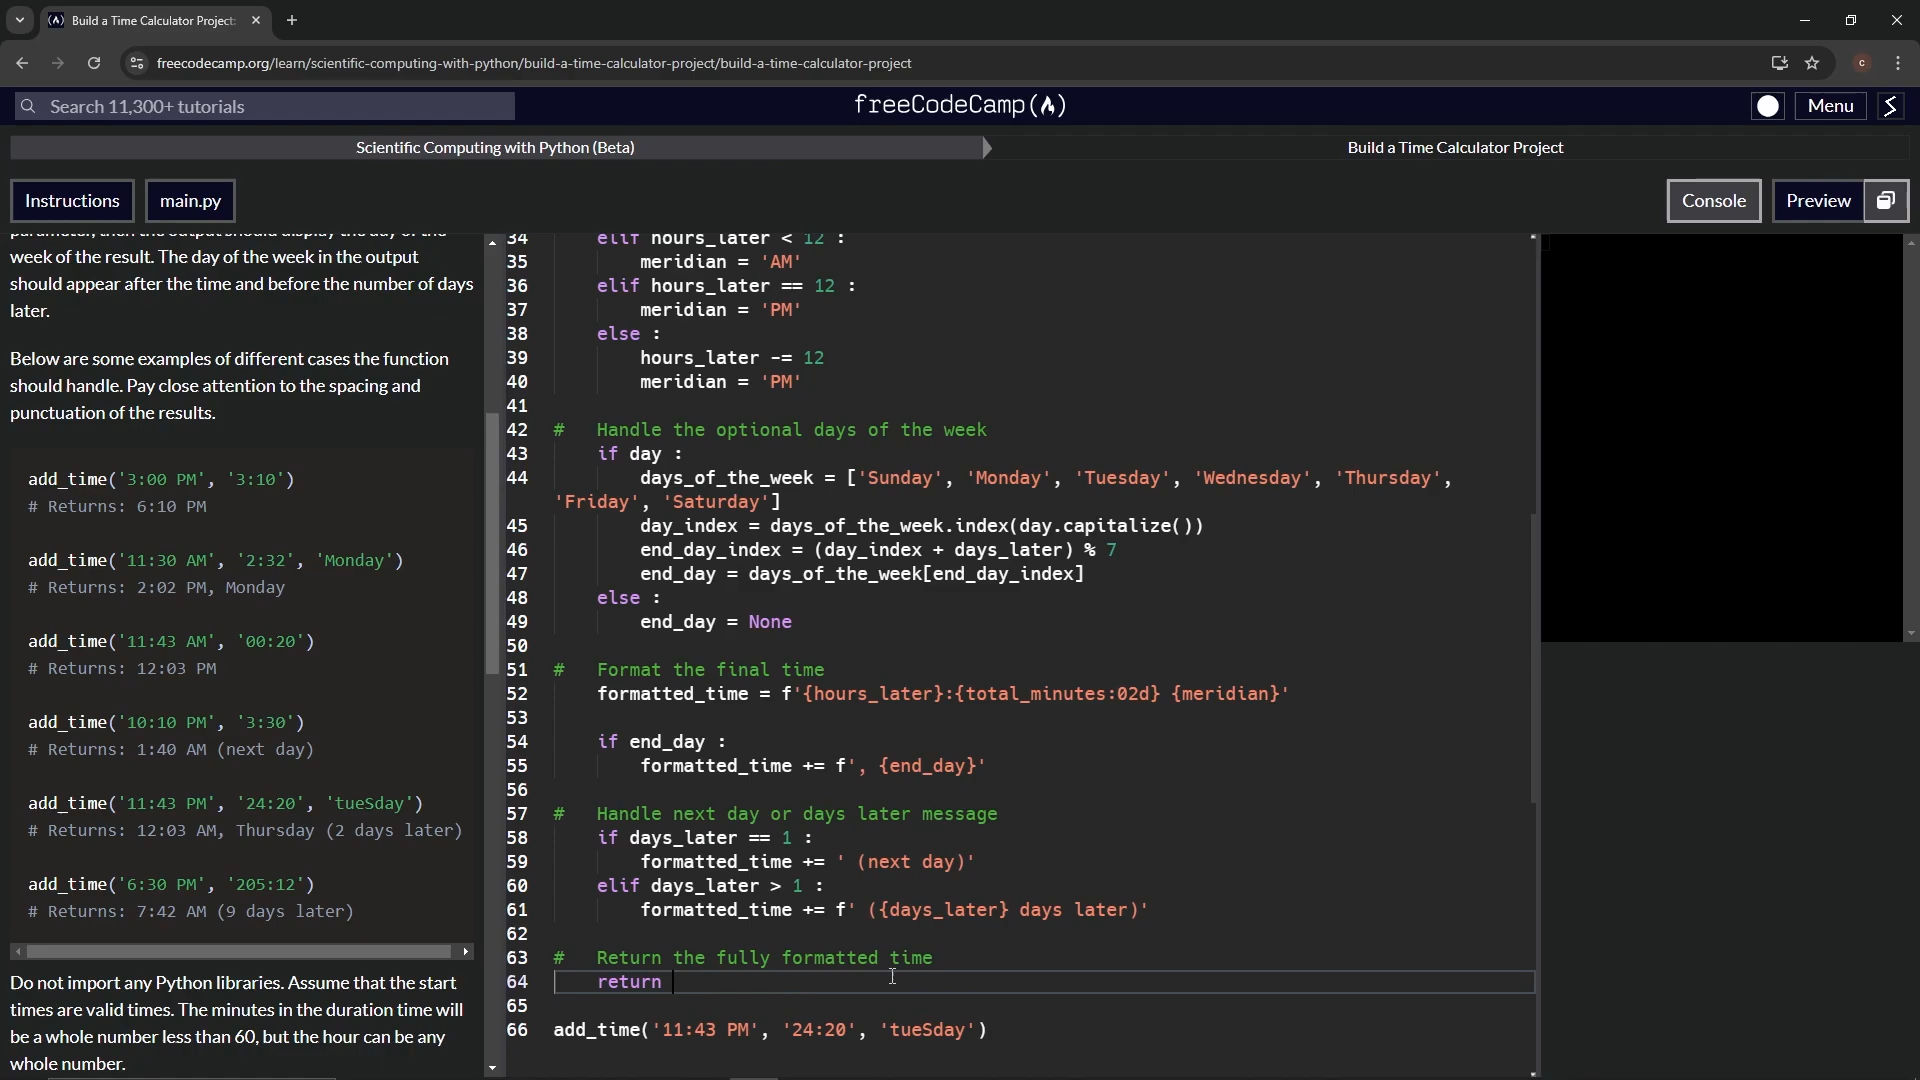 Build a Time Calculator Project:
freecodecamp.org/learn/scientific-computing-with-python/build-a-time-calculator-project/build-a-time-calculator-project
C
Search 11,300+ tutorials
freeCodeCamp(🔥)
Menu
Scientific Computing with Python (Beta)
Build a Time Calculator Project
Instructions
main.py
Console
Preview
parameter, then the output should display the day of the
week of the result. The day of the week in the output
should appear after the time and before the number of days
later.
Below are some examples of different cases the function
should handle. Pay close attention to the spacing and
punctuation of the results.
add_time('3:00 PM', '3:10')
# Returns: 6:10 PM
add_time('11:30 AM', '2:32', 'Monday')
# Returns: 2:02 PM, Monday
add_time('11:43 AM', '00:20')
# Returns: 12:03 PM
add_time('10:10 PM', '3:30')
# Returns: 1:40 AM (next day)
add_time('11:43 PM', '24:20', 'tueSday')
# Returns: 12:03 AM, Thursday (2 days later)
add_time('6:30 PM', '205:12')
# Returns: 7:42 AM (9 days later)
Do not import any Python libraries. Assume that the start
times are valid times. The minutes in the duration time will
be a whole number less than 60, but the hour can be any
whole number.
34     elif hours_later < 12 :
35         meridian = 'AM'
36     elif hours_later == 12 :
37         meridian = 'PM'
38     else :
39         hours_later -= 12
40         meridian = 'PM'
41
42 #   Handle the optional days of the week
43     if day :
44         days_of_the_week = ['Sunday', 'Monday', 'Tuesday', 'Wednesday', 'Thursday',
'Friday', 'Saturday']
45         day_index = days_of_the_week.index(day.capitalize())
46         end_day_index = (day_index + days_later) % 7
47         end_day = days_of_the_week[end_day_index]
48     else :
49         end_day = None
50
51 #   Format the final time
52     formatted_time = f'{hours_later}:{total_minutes:02d} {meridian}'
53
54     if end_day :
55         formatted_time += f', {end_day}'
56
57 #   Handle next day or days later message
58     if days_later == 1 :
59         formatted_time += ' (next day)'
60     elif days_later > 1 :
61         formatted_time += f' ({days_later} days later)'
62
63 #   Return the fully formatted time
64     return
65
66 add_time('11:43 PM', '24:20', 'tueSday')